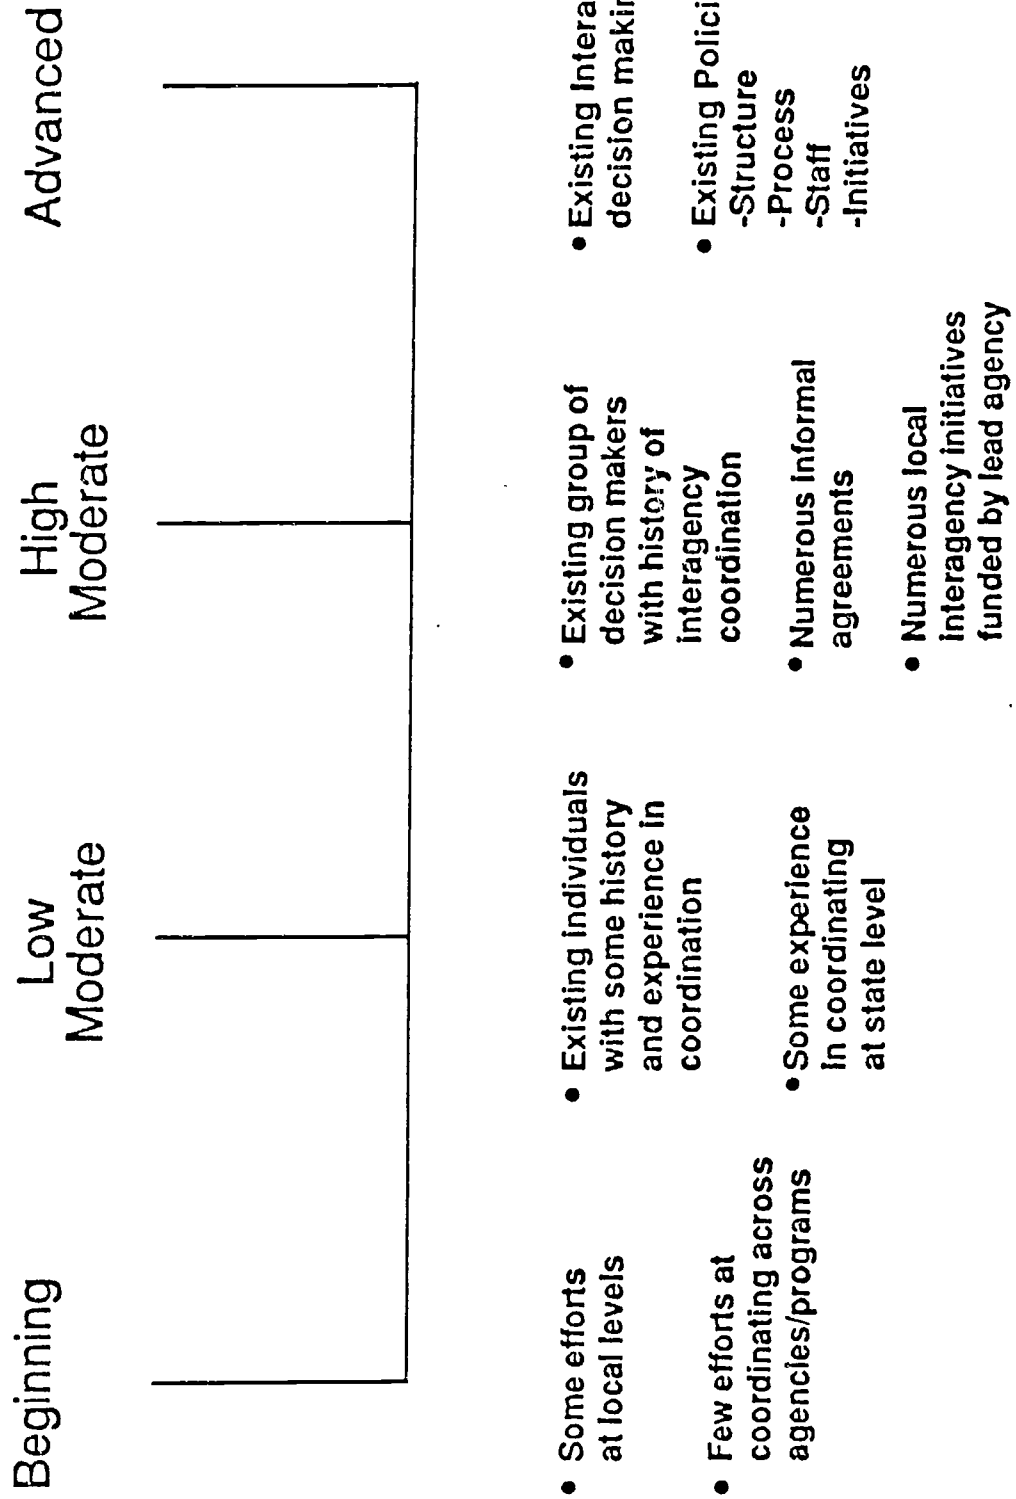 Beginning
Low
Moderate
High
Moderate
Advanced
• Some efforts
at local levels
• Few efforts at
coordinating across
agencies/programs
• Existing individuals
with some history
and experience in
coordination
• Some experience
in coordinating
at state level
• Existing group of
decision makers
with history of
interagency
coordination
• Numerous informal
agreements
• Numerous local
interagency initiatives
funded by lead agency
• Existing
decision
• Existing
-Structure
-Process
-Staff
-Initiatives